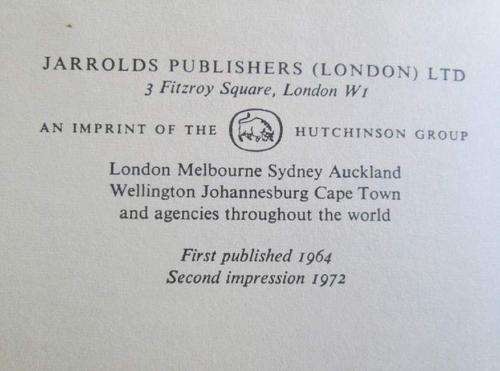 JARROLDS PUBLISHERS (LONDON) LTD
3 Fitzroy Square, London W1
AN IMPRINT OF THE HUTCHINSON GROUP
London Melbourne Sydney Auckland
Wellington Johannesburg Cape Town
and agencies throughout the world
First published 1964
Second impression 1972